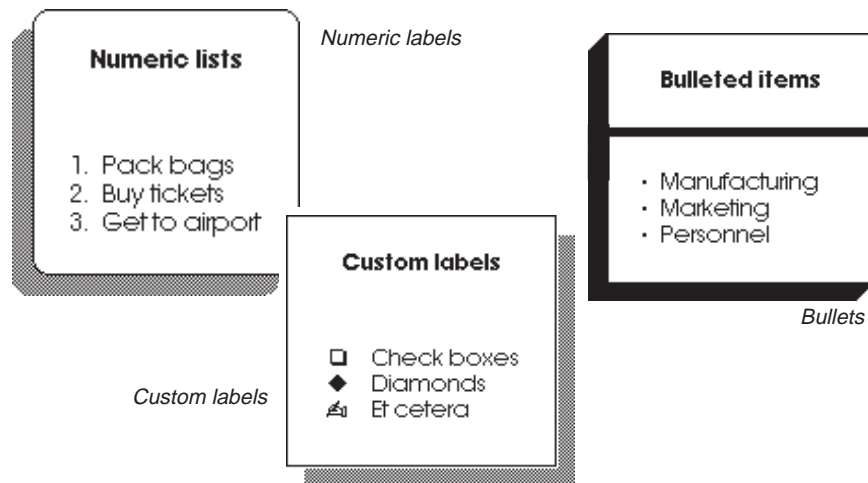 Numeric lists
1. Pack bags
2. Buy tickets
3. Get to airport
Numeric labels
Bulleted items
· Manufacturing
· Marketing
· Personnel
Bullets
Custom labels
❏ Check boxes
◆ Diamonds
✍ Et cetera
Custom labels